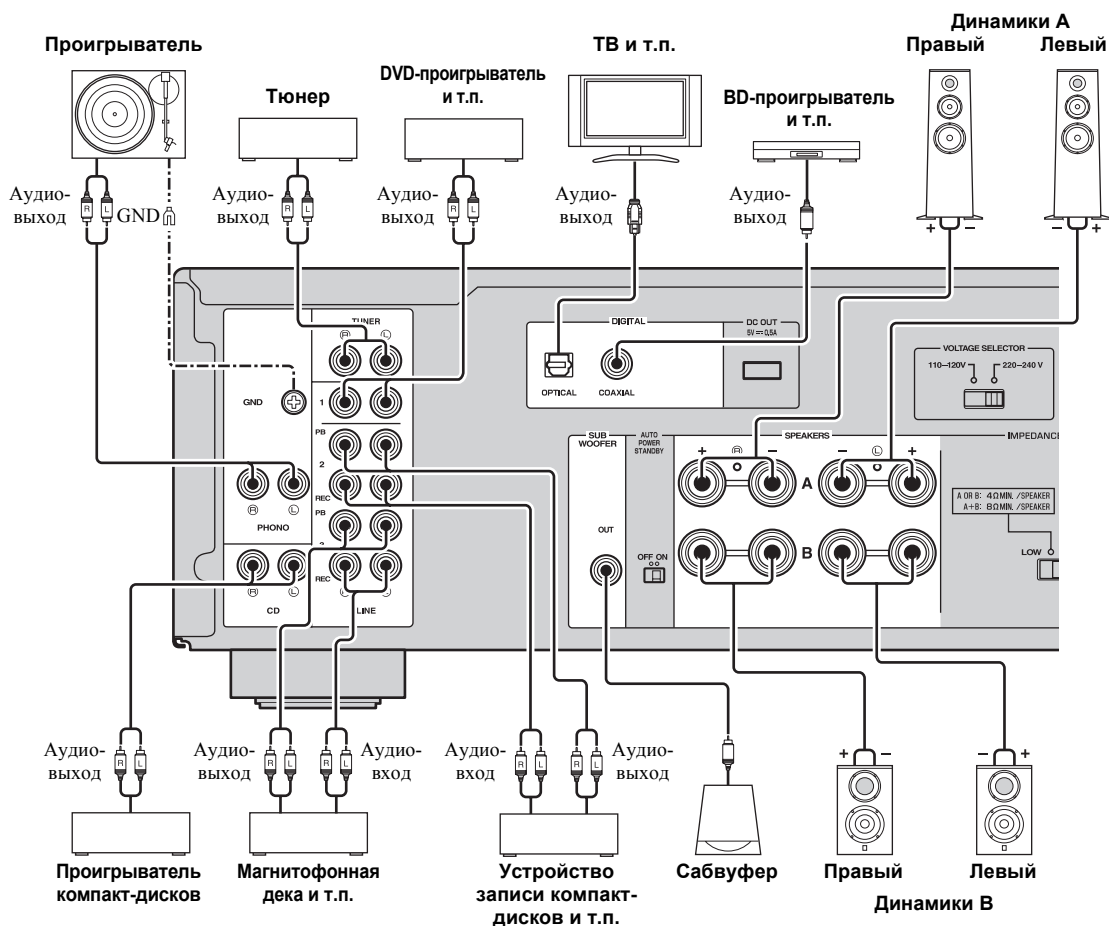 Динамики A
Правый
Левый
Проигрыватель
Тюнер
DVD-проигрыватель
и т.п.
ТВ и т.п.
BD-проигрыватель
и т.п.
Аудио-
выход
R
L
GND
Аудио-
выход
R
L
Аудио-
выход
R
L
Аудио-
выход
Аудио-
выход
+
−
−
+
TUNER
R
L
GND
1
PB
2
REC
PB
3
REC
R
L
PHONO
R
L
CD
R
L
LINE
DIGITAL
OPTICAL
COAXIAL
DC OUT
5V 0,5A
VOLTAGE SELECTOR
110–120V
220–240 V
SUB
WOOFER
OUT
AUTO
POWER
STANDBY
OFF ON
SPEAKERS
+
R
−
−
L
+
A
B
IMPEDANCE
A OR B: 4ΩMIN. /SPEAKER
A+B: 8ΩMIN. /SPEAKER
LOW
Аудио-
выход
R
L
Аудио-
выход
R
L
R
L
Аудио-
вход
Аудио-
вход
R
L
R
L
Аудио-
выход
+
−
−
+
Проигрыватель
компакт-дисков
Магнитофонная
дека и т.п.
Устройство
записи компакт-
дисков и т.п.
Сабвуфер
Правый
Левый
Динамики B